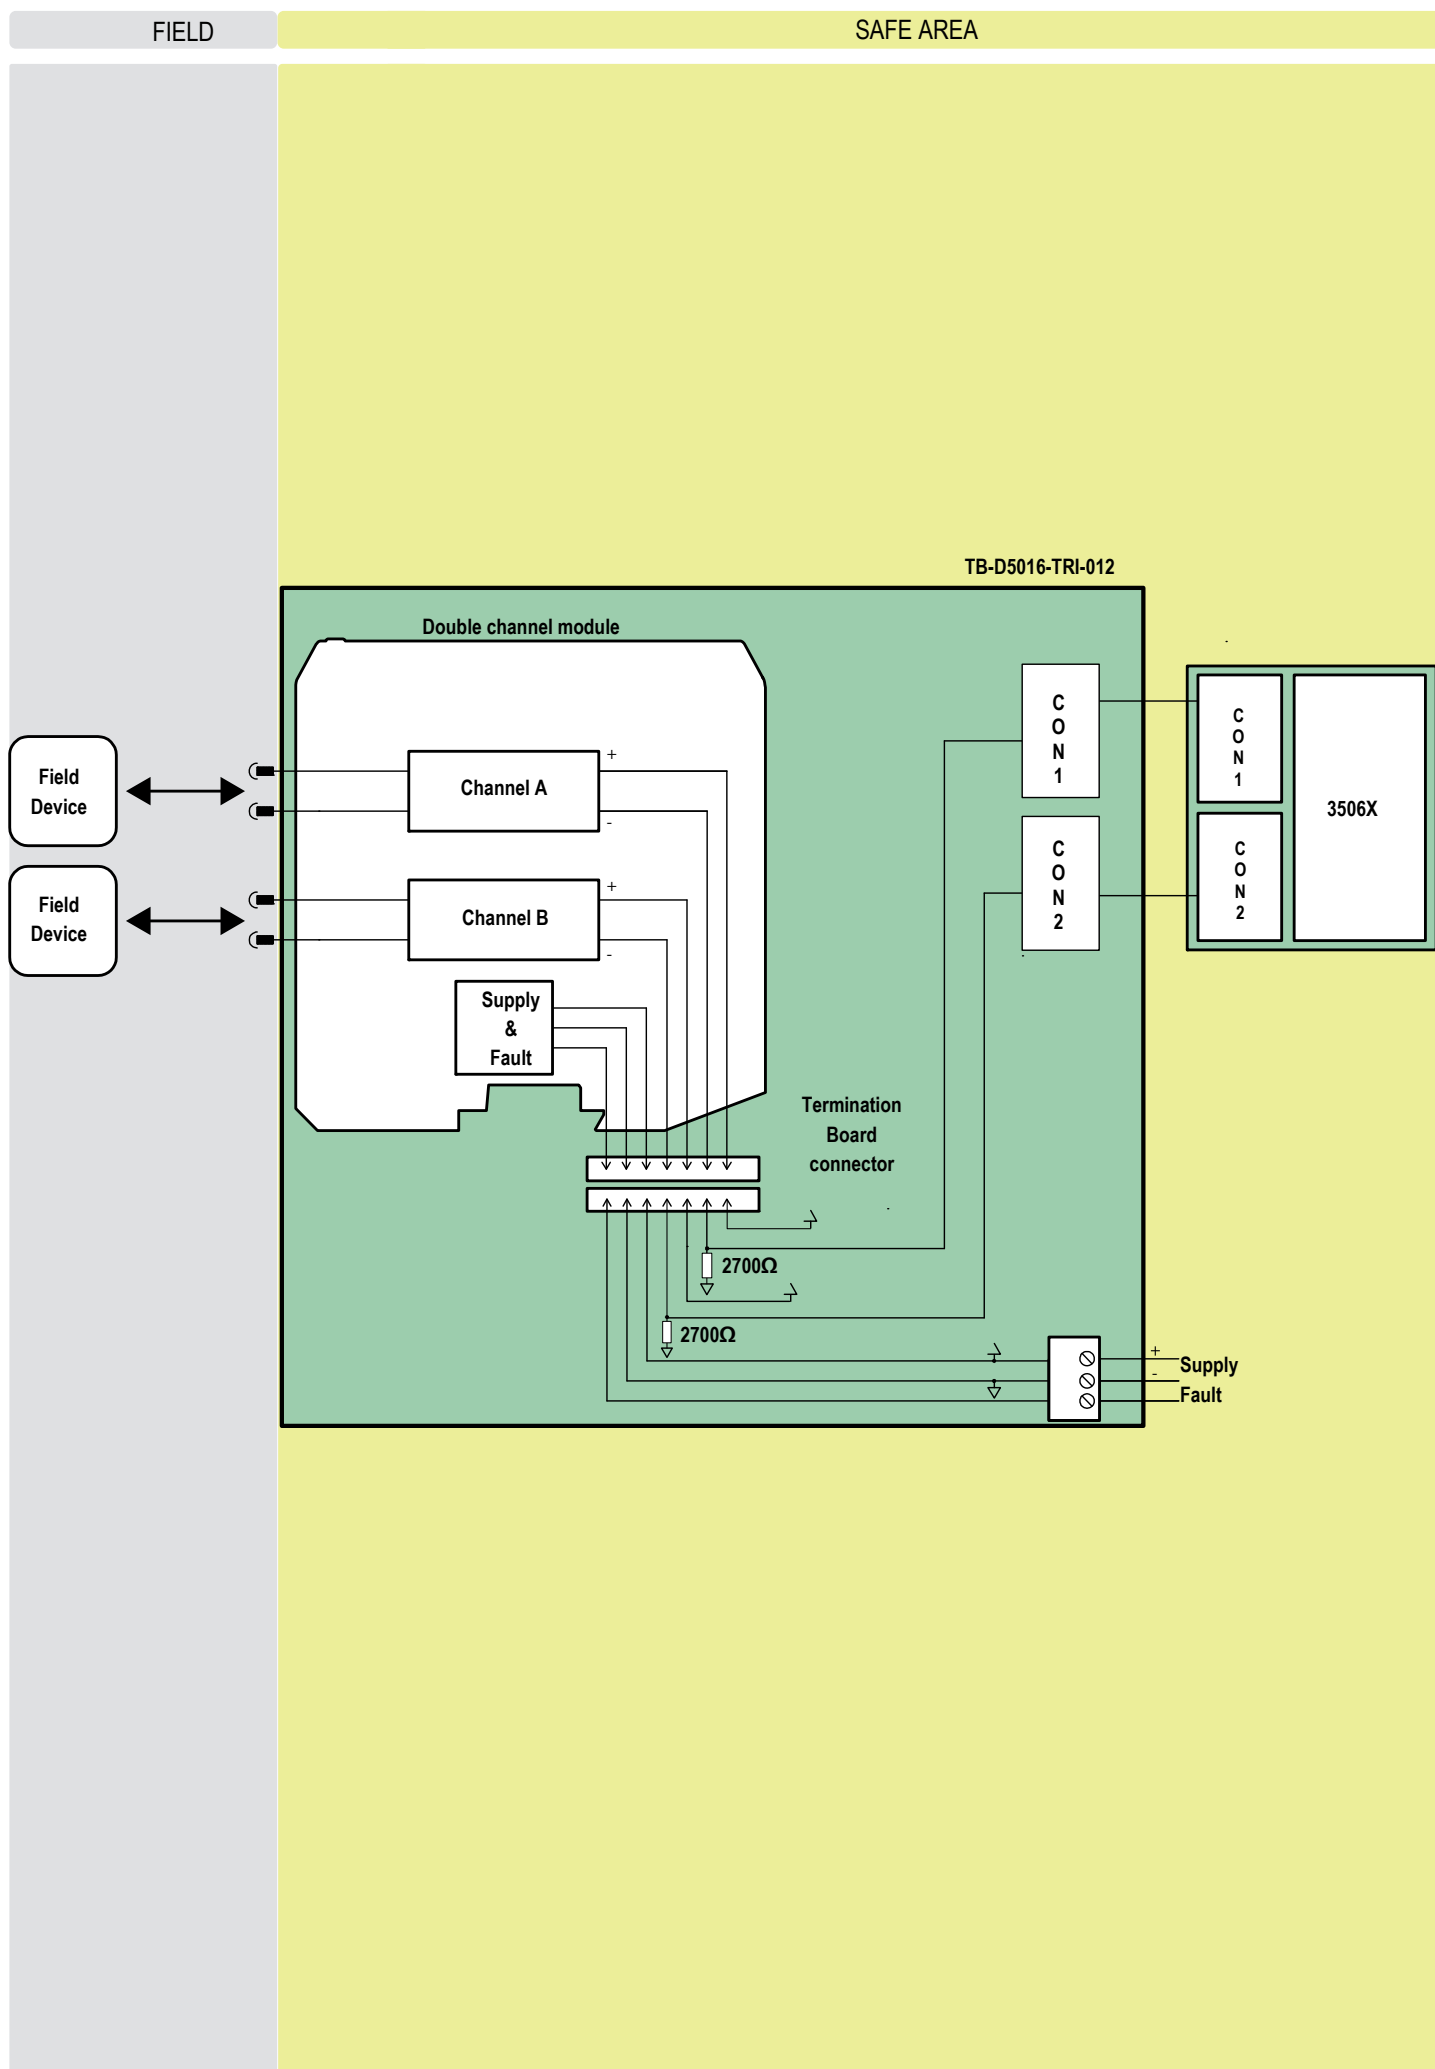 FIELD
SAFE AREA
TB-D5016-TRI-012
Double channel module
Field
Device
+
Channel A
-
Field
Device
+
Channel B
-
Supply
&
Fault
C
O
N
1
C
O
N
2
C
O
N
1
C
O
N
2
3506X
Termination
Board
connector
2700Ω
2700Ω
+
Supply
-
Fault